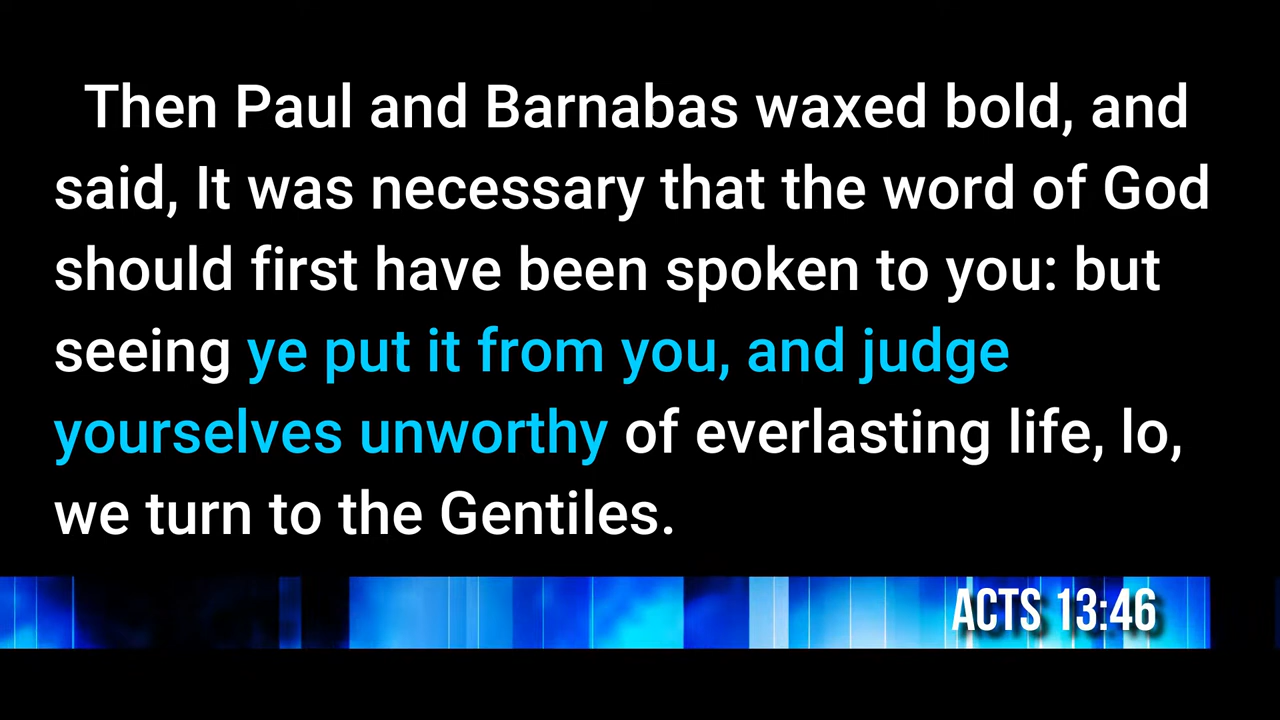 Then Paul and Barnabas waxed bold, and
said, It was necessary that the word of God
should first have been spoken to you: but
seeing ye put it from you, and judge
yourselves unworthy of everlasting life, lo,
we turn to the Gentiles.
ACTS 13:46